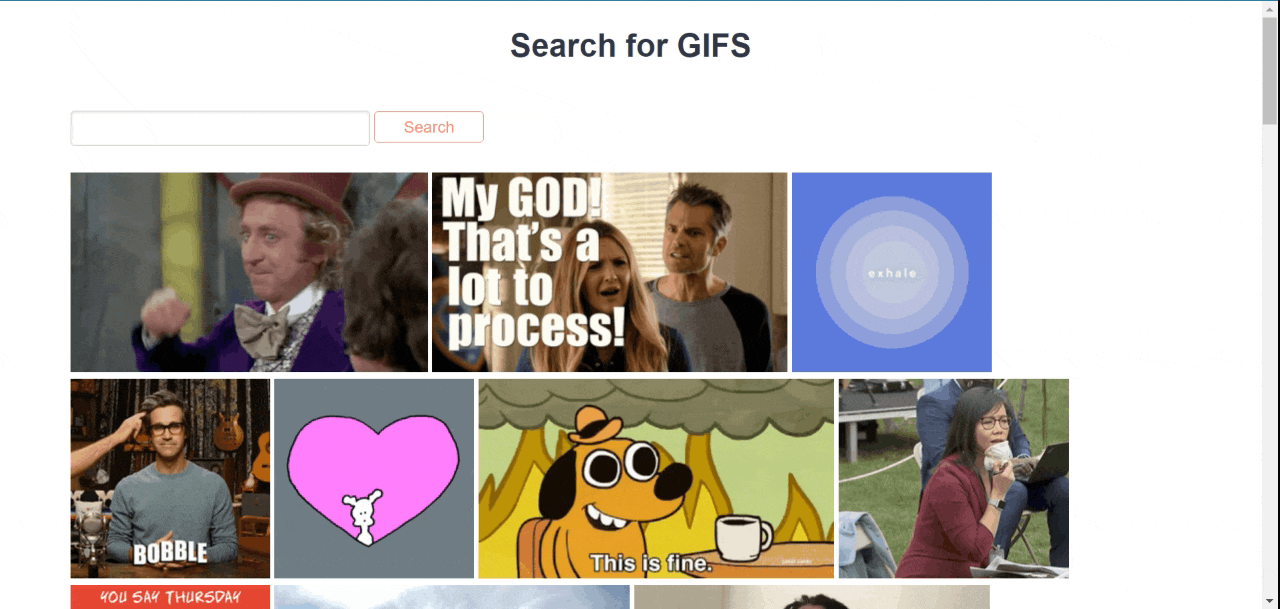 Search for GIFS
Search
My GOD!
That's a
lot to
process!
exhale
BOBBLE
This is fine.
YOU SAY THURSDAY